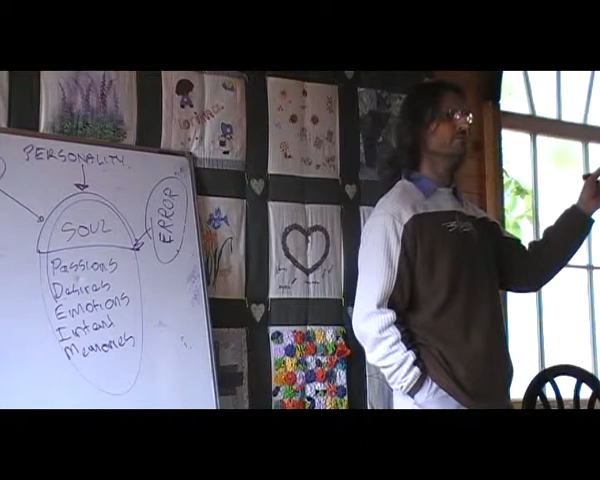 PERSONALITY
SOUL
ERROR
Passions
Desires
Emotions
Intent
Memories